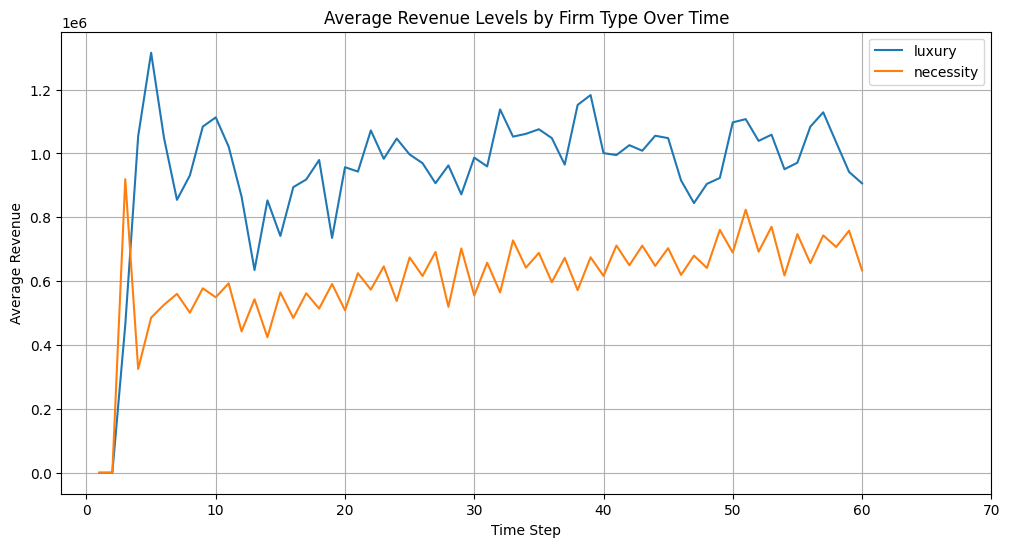 Average Revenue Levels by Firm Type Over Time
1e6
luxury
necessity
1.2
1.0
0.8
0.6
0.4
0.2
0.0
Average Revenue
0 10 20 30 40 50 60 70
Time Step